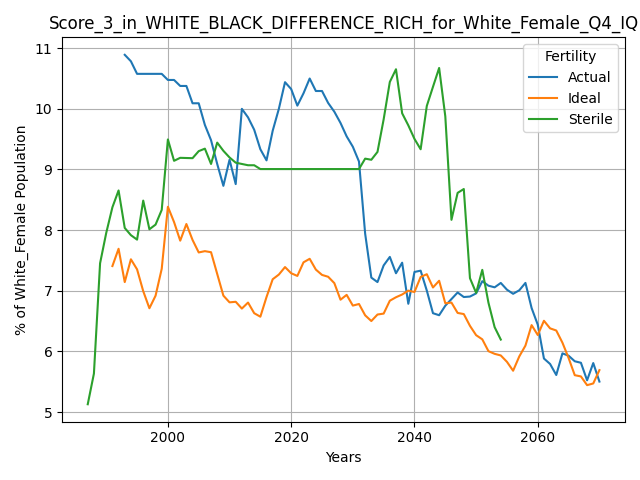 Score_3_in_WHITE_BLACK_DIFFERENCE_RICH_for_White_Female_Q4_IQ
Fertility
Actual
Ideal
Sterile
% of White_Female Population
11
10
9
8
7
6
5
2000
2020
2040
2060
Years